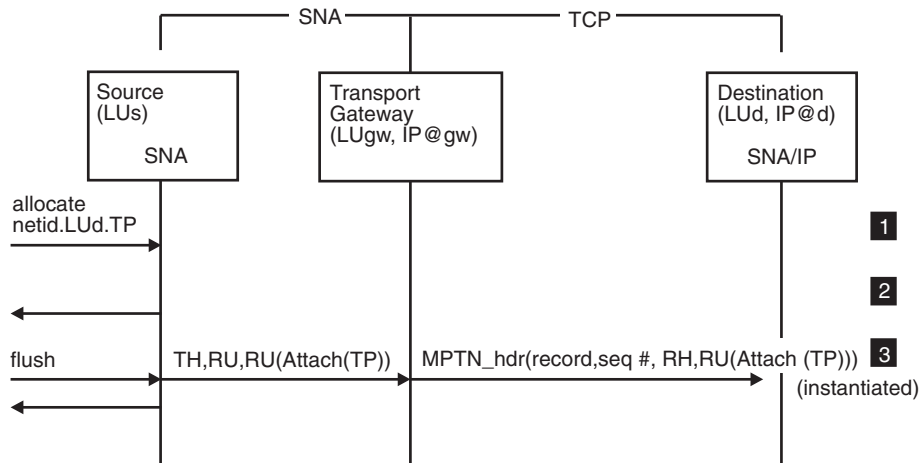 SNA
TCP
Source
(LUs)
SNA
Transport
Gateway
(LUgw, IP@gw)
Destination
(LUd, IP@d)
SNA/IP
allocate
netid.LUd.TP
1
2
flush
TH,RU,RU(Attach(TP))
MPTN_hdr(record,seq #, RH,RU(Attach (TP)))
3
(instantiated)